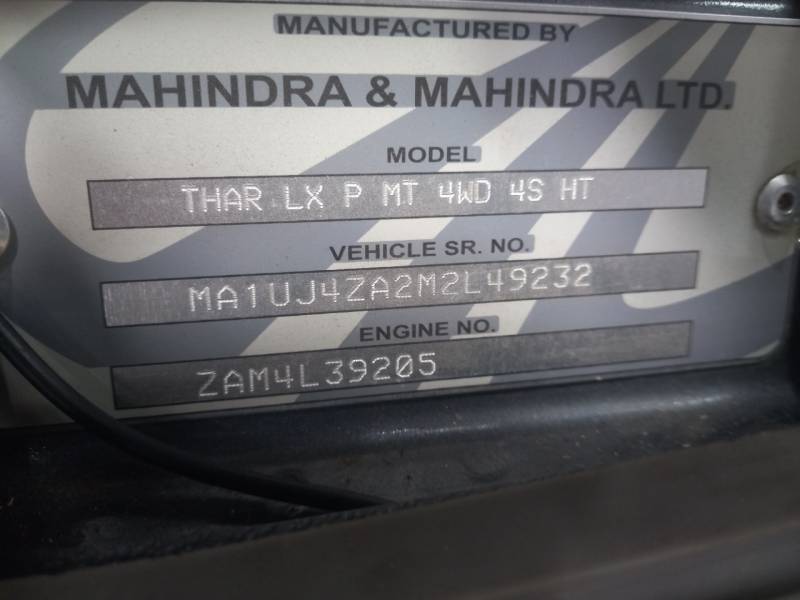 MANUFACTURED BY
MAHINDRA & MAHINDRA LTD.
MODEL
THAR LX P MT 4WD 4S HT
VEHICLE SR. NO.
MA1UJ4ZA2M2L49232
ENGINE NO.
ZAM4L39205